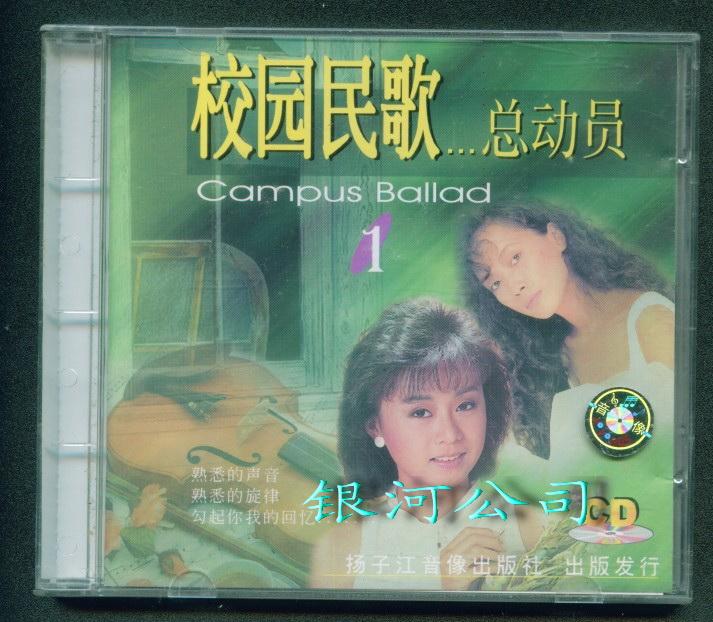 校园民歌...总动员
Campus Ballad
1
音像
熟悉的声音
熟悉的旋律
勾起你我的回忆
银河公司
CD
扬子江音像出版社 出版发行